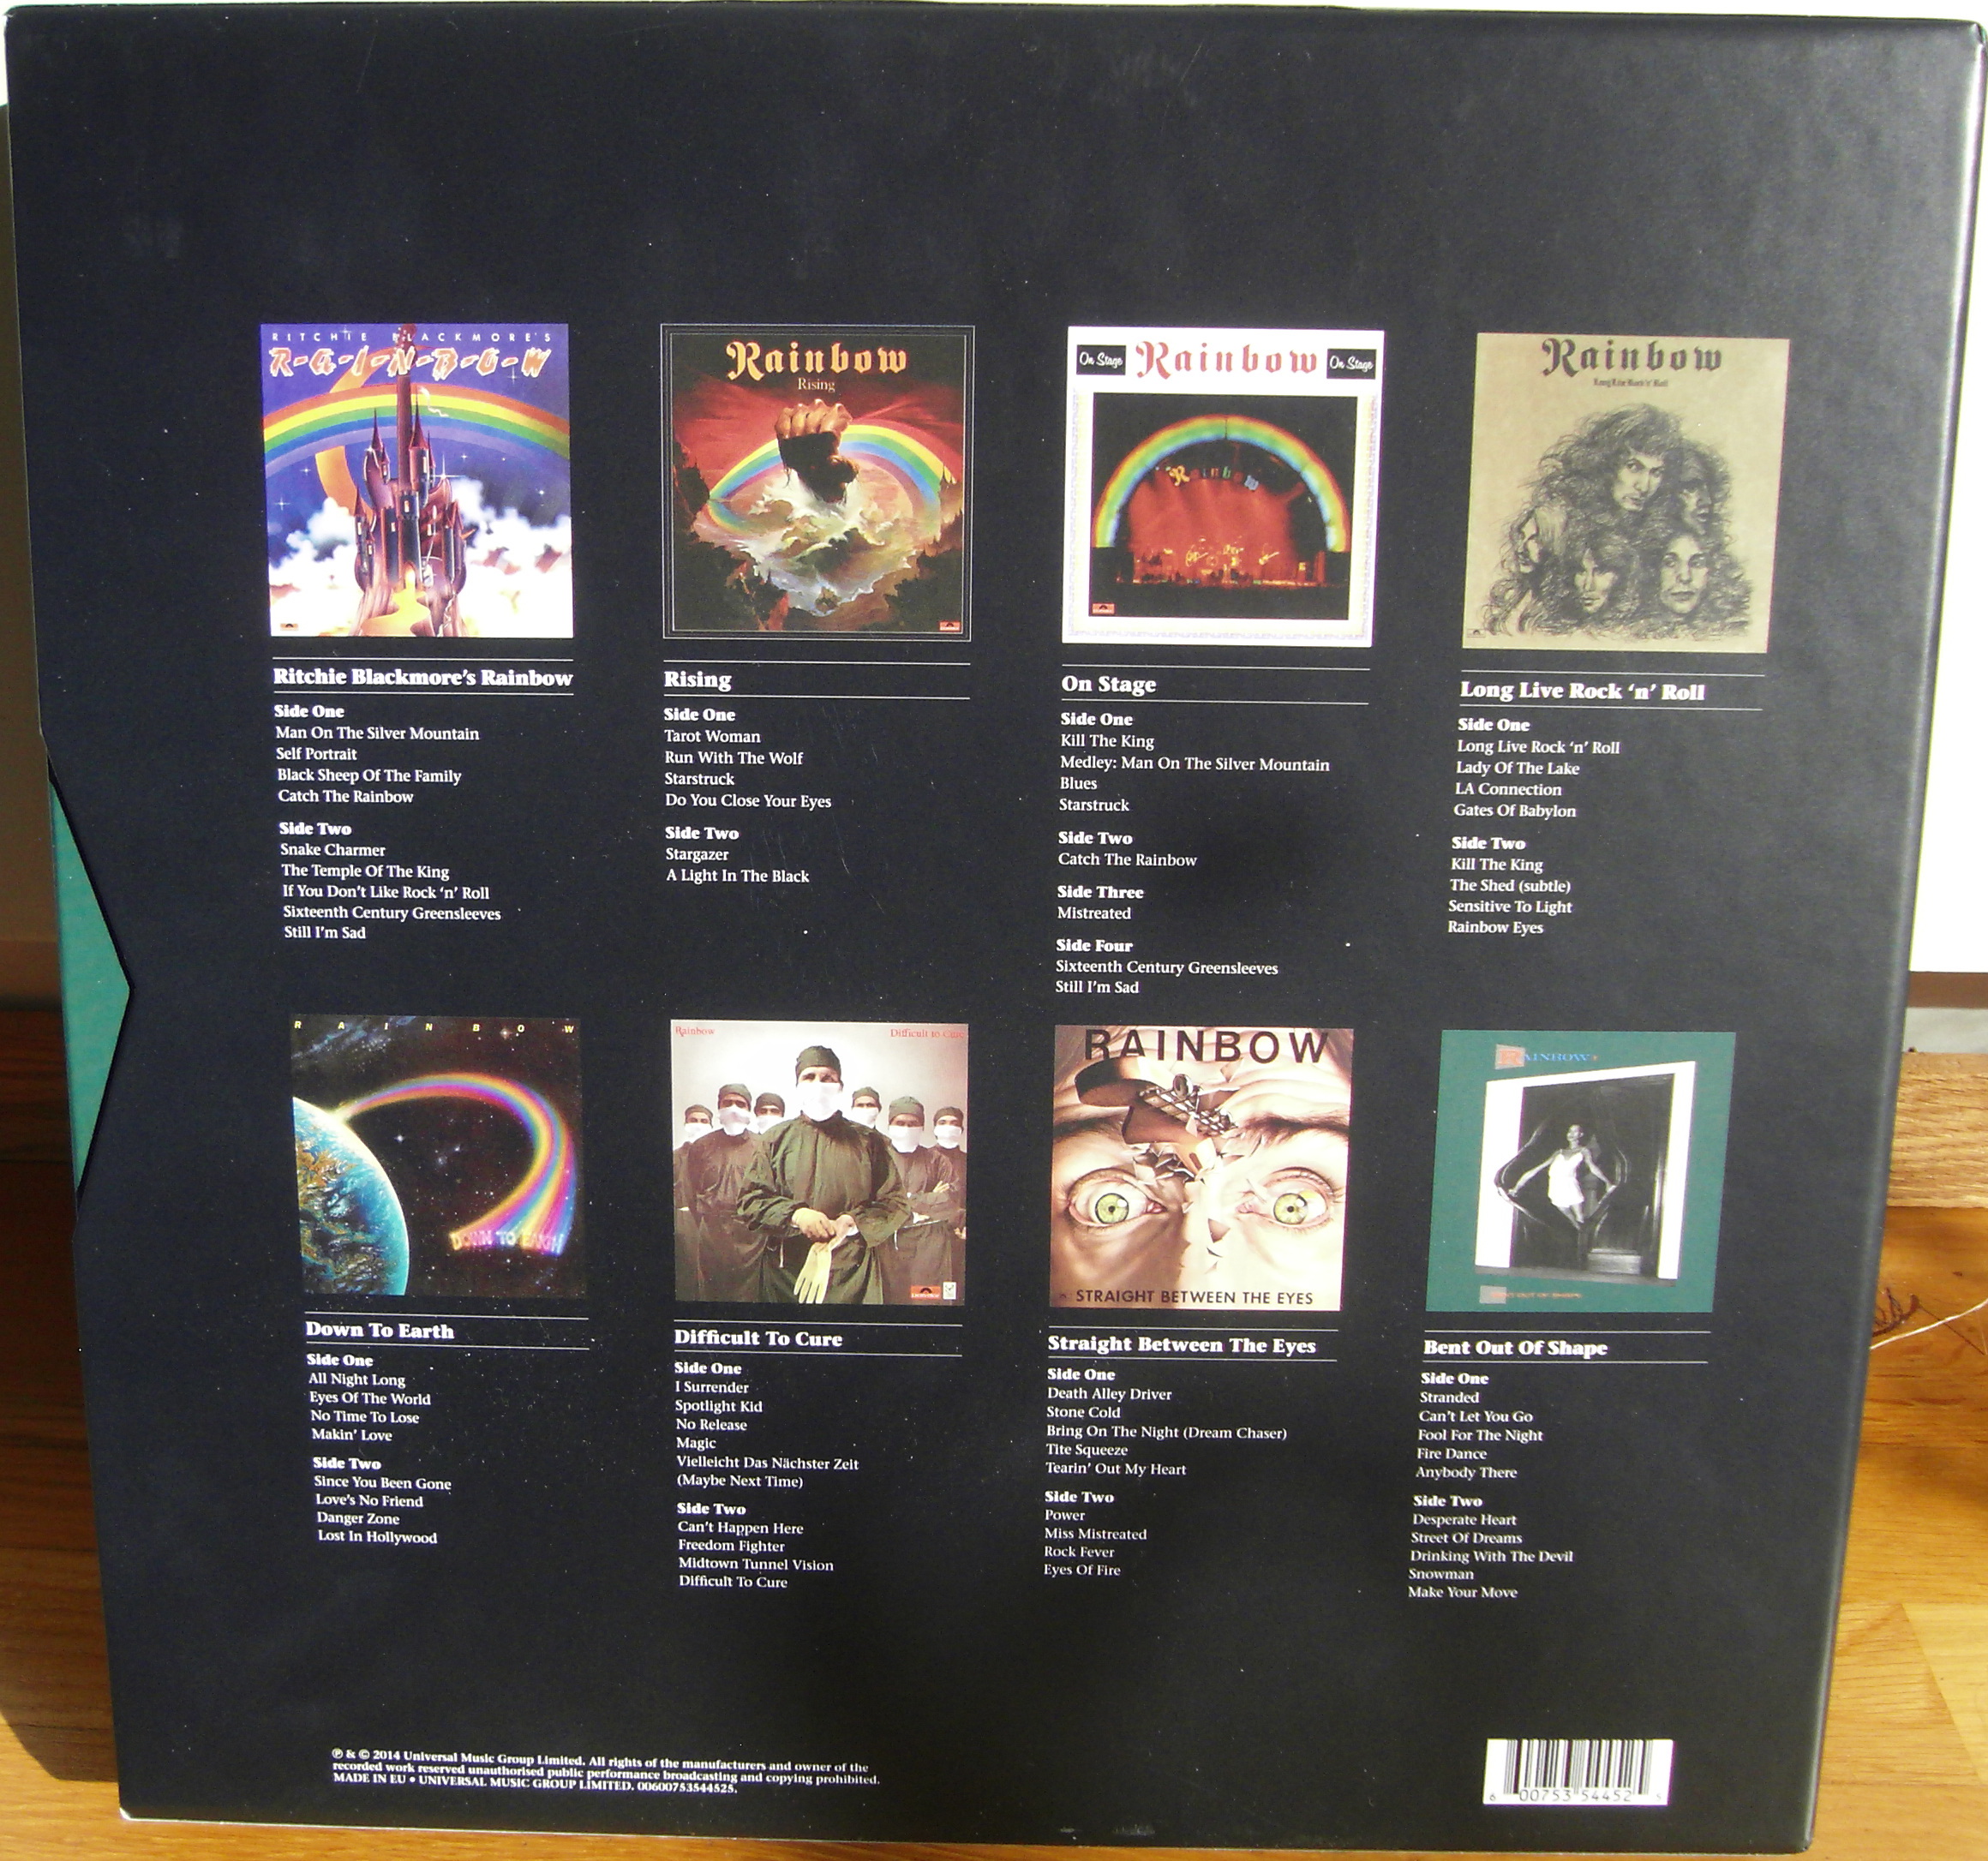 RITCHIE BLACKMORE'S
R-A-I-N-B-O-W
Ritchie Blackmore's Rainbow
Side One
Man On The Silver Mountain
Self Portrait
Black Sheep Of The Family
Catch The Rainbow
Side Two
Snake Charmer
The Temple Of The King
If You Don't Like Rock 'n' Roll
Sixteenth Century Greensleeves
Still I'm Sad
Rainbow
Rising
Rising
Side One
Tarot Woman
Run With The Wolf
Starstruck
Do You Close Your Eyes
Side Two
Stargazer
A Light In The Black
On Stage Rainbow On Stage
Rainbow
On Stage
Side One
Kill The King
Medley: Man On The Silver Mountain
Blues
Starstruck
Side Two
Catch The Rainbow
Side Three
Mistreated
Side Four
Sixteenth Century Greensleeves
Still I'm Sad
Rainbow
Long Live Rock 'n' Roll
Long Live Rock 'n' Roll
Side One
Long Live Rock 'n' Roll
Lady Of The Lake
LA Connection
Gates Of Babylon
Side Two
Kill The King
The Shed (subtle)
Sensitive To Light
Rainbow Eyes
RAINBOW
DOWN TO EARTH
Down To Earth
Side One
All Night Long
Eyes Of The World
No Time To Lose
Makin' Love
Side Two
Since You Been Gone
Love's No Friend
Danger Zone
Lost In Hollywood
Rainbow Difficult to Cure
Difficult To Cure
Side One
I Surrender
Spotlight Kid
No Release
Magic
Vielleicht Das Nächster Zeit
(Maybe Next Time)
Side Two
Can't Happen Here
Freedom Fighter
Midtown Tunnel Vision
Difficult To Cure
RAINBOW
STRAIGHT BETWEEN THE EYES
Straight Between The Eyes
Side One
Death Alley Driver
Stone Cold
Bring On The Night (Dream Chaser)
Tite Squeeze
Tearin' Out My Heart
Side Two
Power
Miss Mistreated
Rock Fever
Eyes Of Fire
RAINBOW
BENT OUT OF SHAPE
Bent Out Of Shape
Side One
Stranded
Can't Let You Go
Fool For The Night
Fire Dance
Anybody There
Side Two
Desperate Heart
Street Of Dreams
Drinking With The Devil
Snowman
Make Your Move
℗ & © 2014 Universal Music Group Limited. All rights of the manufacturers and owner of the
recorded work reserved unauthorised public performance broadcasting and copying prohibited.
MADE IN EU • UNIVERSAL MUSIC GROUP LIMITED. 00600753544525.
6 00753 54452 5